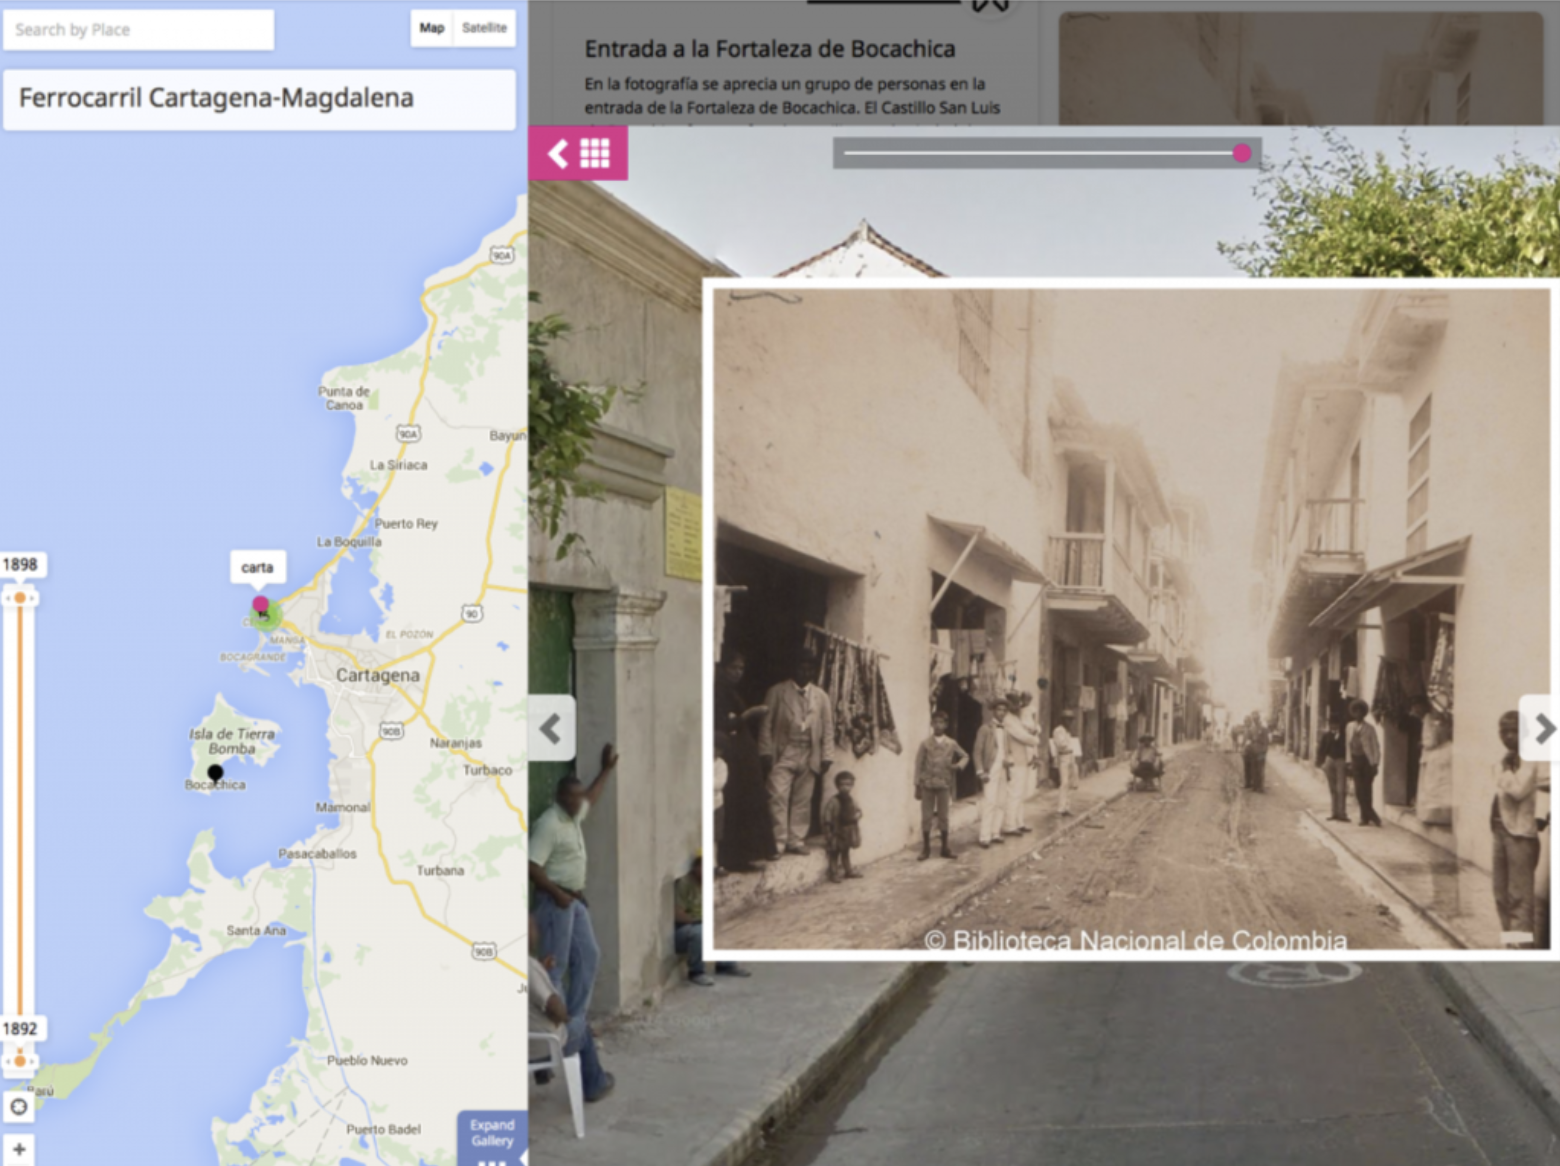 Search by Place
Map
Satellite
Ferrocarril Cartagena-Magdalena
90A
Punta de
Canoa
90A
Bayun
La Siriaca
Puerto Rey
La Boquilla
1898
carta
90
MANGA
EL POZÓN
BOCAGRANDE
Cartagena
90B
Isla de Tierra
Bomba
Naranjas
Bocachica
Turbaco
Mamonal
Pasacaballos
Turbana
Santa Ana
90B
1892
Pueblo Nuevo
Barú
Puerto Badel
Expand
Gallery
Entrada a la Fortaleza de Bocachica
En la fotografía se aprecia un grupo de personas en la
entrada de la Fortaleza de Bocachica. El Castillo San Luis
© Biblioteca Nacional de Colombia